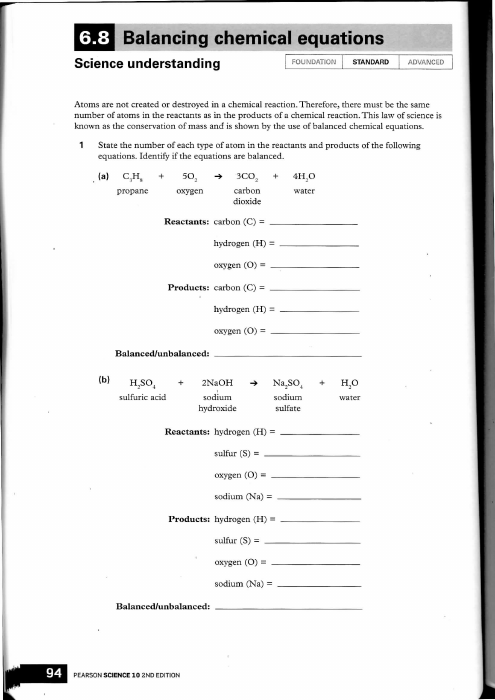 6.8 Balancing chemical equations
Science understanding
FOUNDATION STANDARD ADVANCED
Atoms are not created or destroyed in a chemical reaction. Therefore, there must be the same
number of atoms in the reactants as in the products of a chemical reaction. This law of science is
known as the conservation of mass and is shown by the use of balanced chemical equations.
1 State the number of each type of atom in the reactants and products of the following
equations. Identify if the equations are balanced.
(a) C₃H₈ + 5O₂ → 3CO₂ + 4H₂O
propane oxygen carbon water
dioxide
Reactants: carbon (C) =
hydrogen (H) =
oxygen (O) =
Products: carbon (C) =
hydrogen (H) =
oxygen (O) =
Balanced/unbalanced:
(b) H₂SO₄ + 2NaOH → Na₂SO₄ + H₂O
sulfuric acid sodium sodium water
hydroxide sulfate
Reactants: hydrogen (H) =
sulfur (S) =
oxygen (O) =
sodium (Na) =
Products: hydrogen (H) =
sulfur (S) =
oxygen (O) =
sodium (Na) =
Balanced/unbalanced:
94 PEARSON SCIENCE 10 2ND EDITION